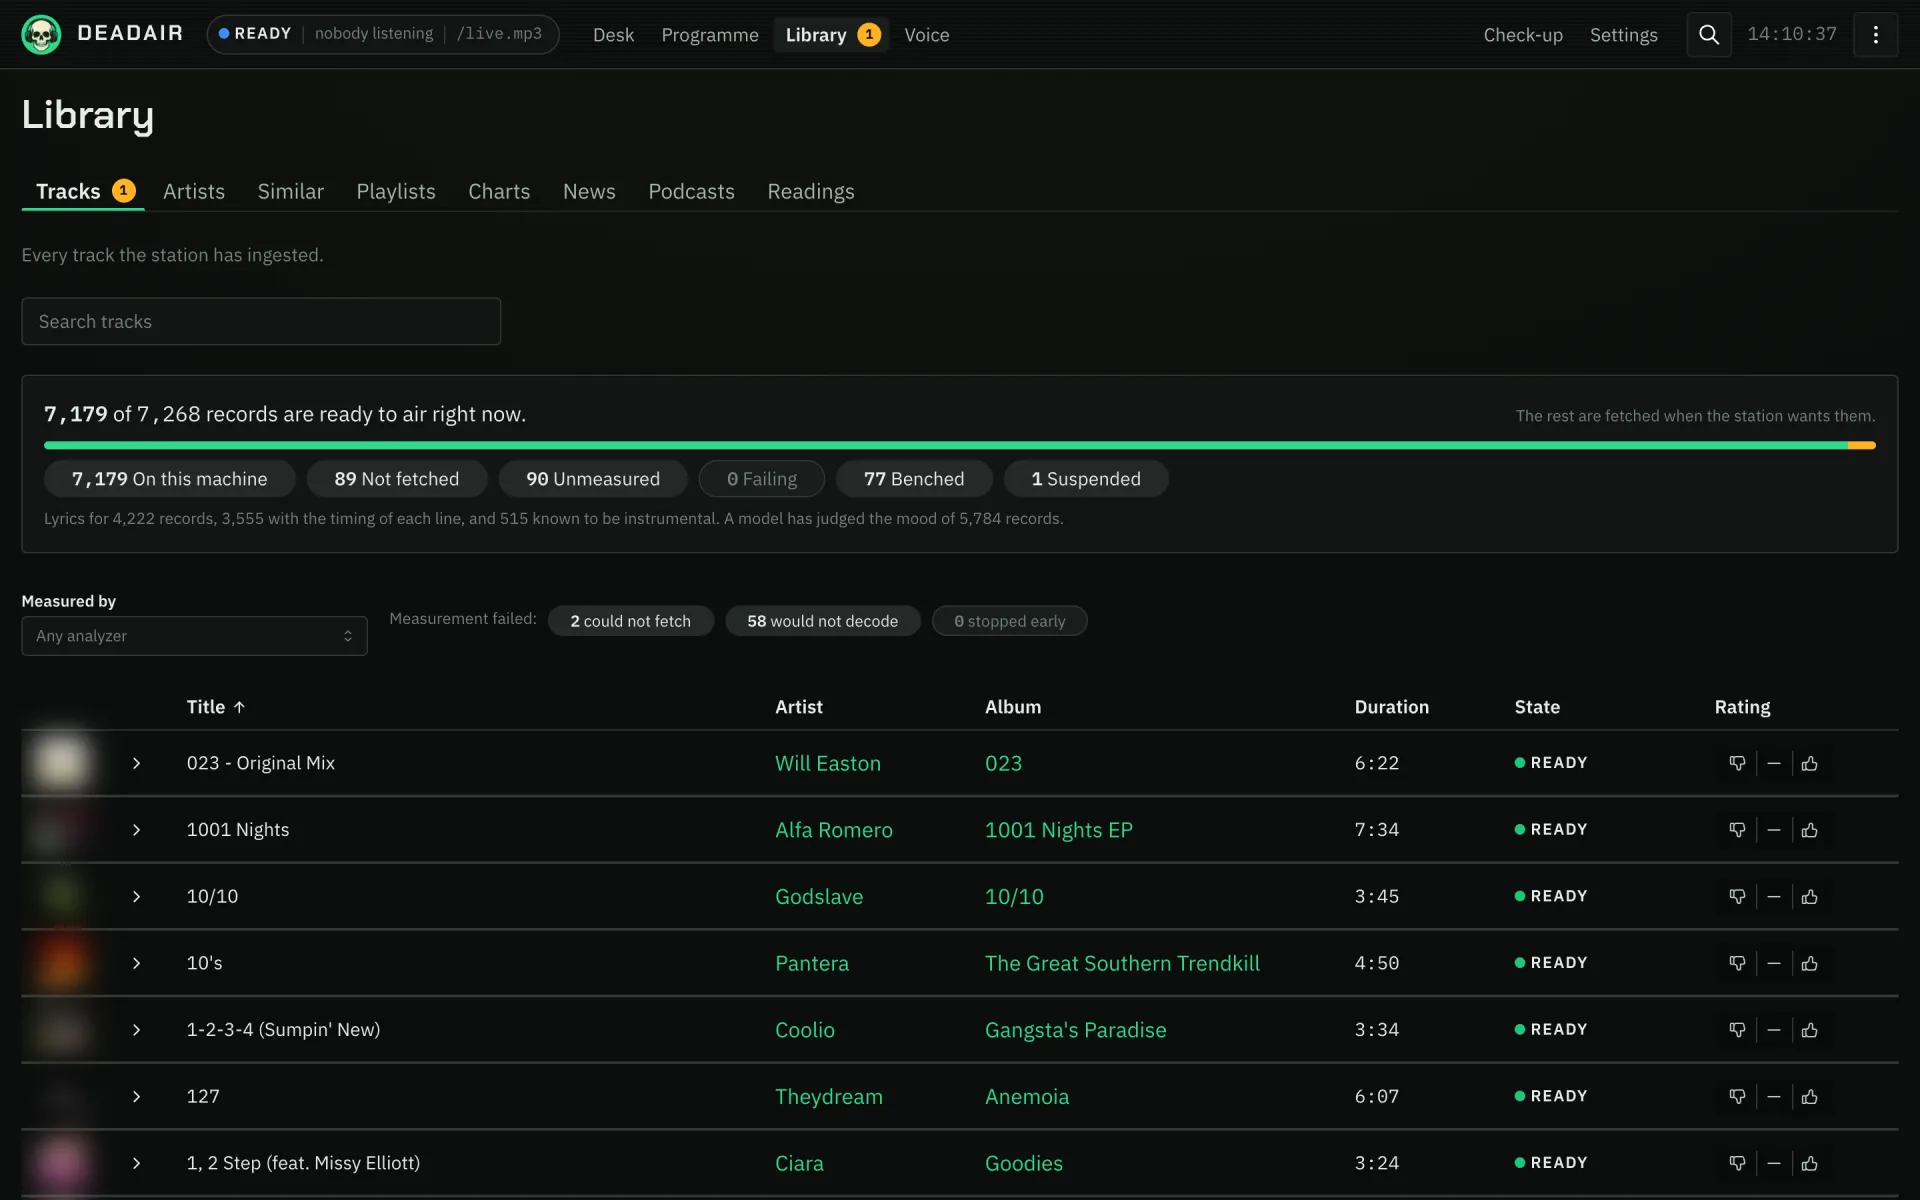 DEADAIR READY nobody listening /live.mp3 Desk Programme Library 1 Voice Check-up Settings 14:10:37
Library
Tracks 1 Artists Similar Playlists Charts News Podcasts Readings
Every track the station has ingested.
Search tracks
7,179 of 7,268 records are ready to air right now. The rest are fetched when the station wants them.
7,179 On this machine 89 Not fetched 90 Unmeasured 0 Failing 77 Benched 1 Suspended
Lyrics for 4,222 records, 3,555 with the timing of each line, and 515 known to be instrumental. A model has judged the mood of 5,784 records.
Measured by
Any analyzer Measurement failed: 2 could not fetch 58 would not decode 0 stopped early
Title ↑ Artist Album Duration State Rating
023 - Original Mix Will Easton 023 6:22 READY
1001 Nights Alfa Romero 1001 Nights EP 7:34 READY
10/10 Godslave 10/10 3:45 READY
10's Pantera The Great Southern Trendkill 4:50 READY
1-2-3-4 (Sumpin' New) Coolio Gangsta's Paradise 3:34 READY
127 Theydream Anemoia 6:07 READY
1, 2 Step (feat. Missy Elliott) Ciara Goodies 3:24 READY